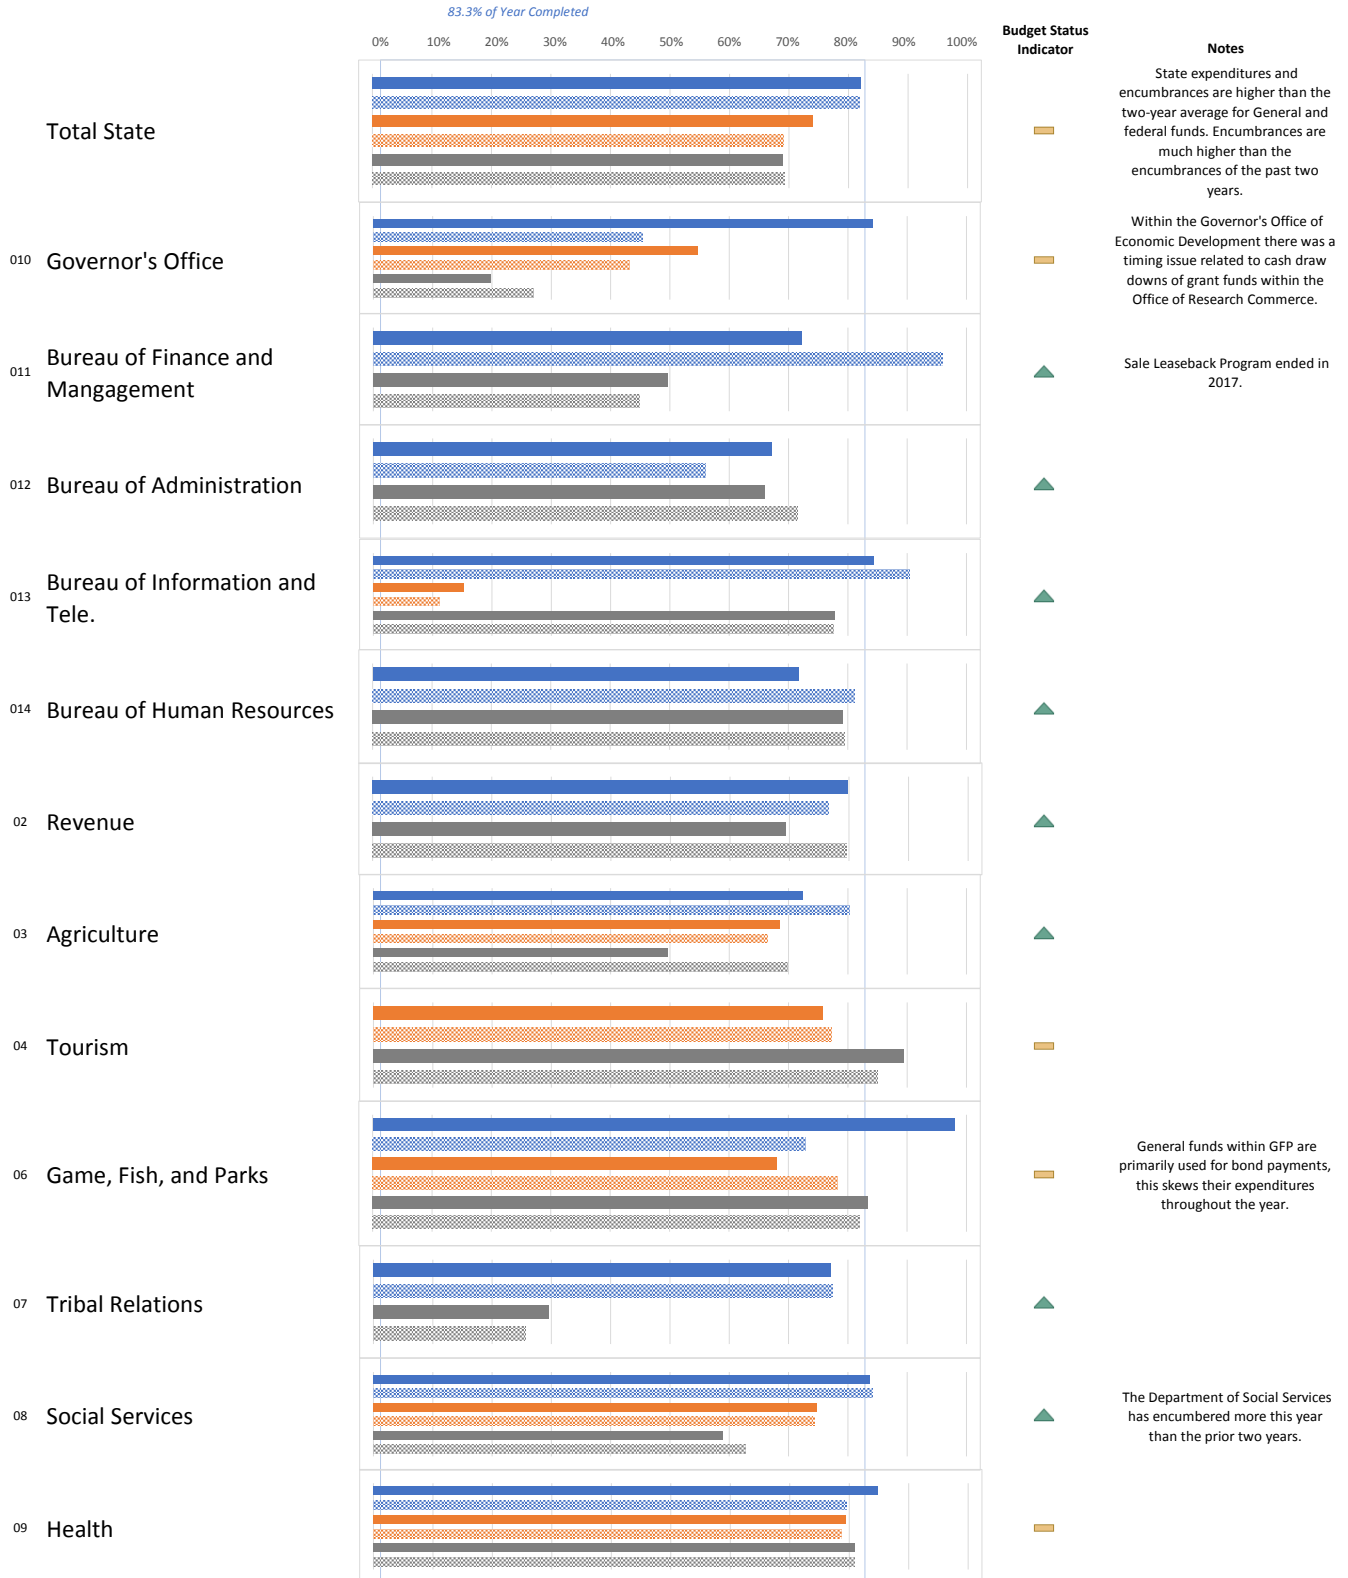 83.3% of Year Completed
0% 10% 20% 30% 40% 50% 60% 70% 80% 90% 100%
Budget Status
Indicator
Notes
Total State
State expenditures and
encumbrances are higher than the
two-year average for General and
federal funds. Encumbrances are
much higher than the
encumbrances of the past two
years.
010 Governor's Office
Within the Governor's Office of
Economic Development there was a
timing issue related to cash draw
downs of grant funds within the
Office of Research Commerce.
011 Bureau of Finance and
Mangagement
Sale Leaseback Program ended in
2017.
012 Bureau of Administration
013 Bureau of Information and
Tele.
014 Bureau of Human Resources
02 Revenue
03 Agriculture
04 Tourism
06 Game, Fish, and Parks
General funds within GFP are
primarily used for bond payments,
this skews their expenditures
throughout the year.
07 Tribal Relations
08 Social Services
The Department of Social Services
has encumbered more this year
than the prior two years.
09 Health